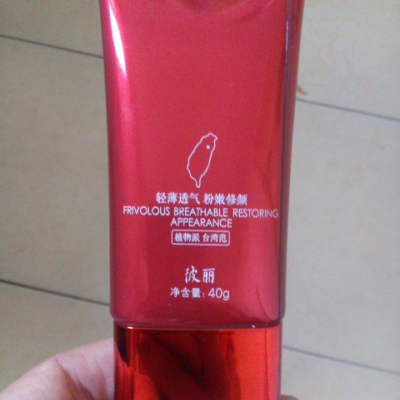 轻薄透气 粉嫩修颜
FRIVOLOUS BREATHABLE RESTORING
APPEARANCE
植物派 台湾范
波丽
净含量: 40g